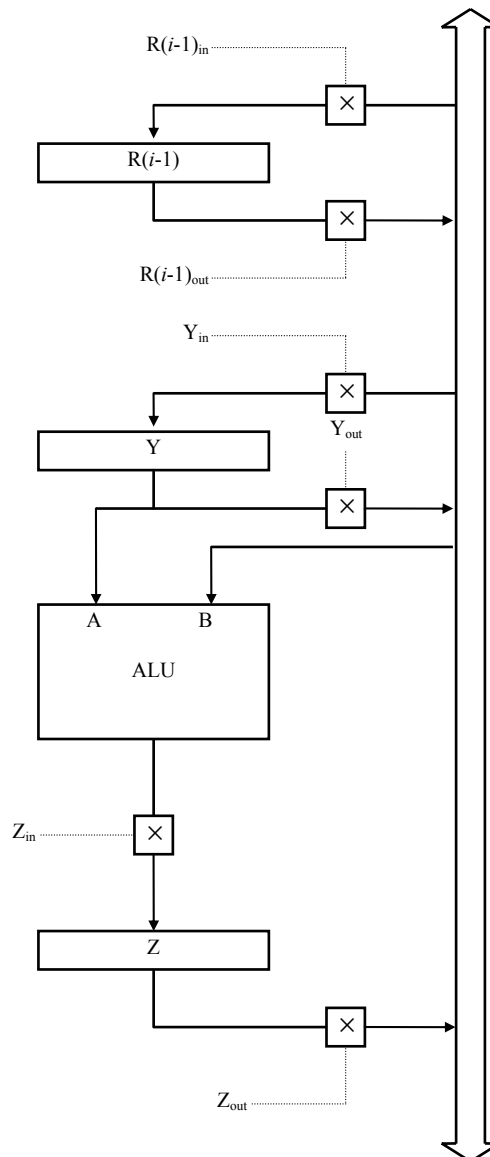 R(i-1)in
×
R(i-1)
×
R(i-1)out
Yin
×
Yout
Y
×
A B
ALU
Zin ×
Z
×
Zout